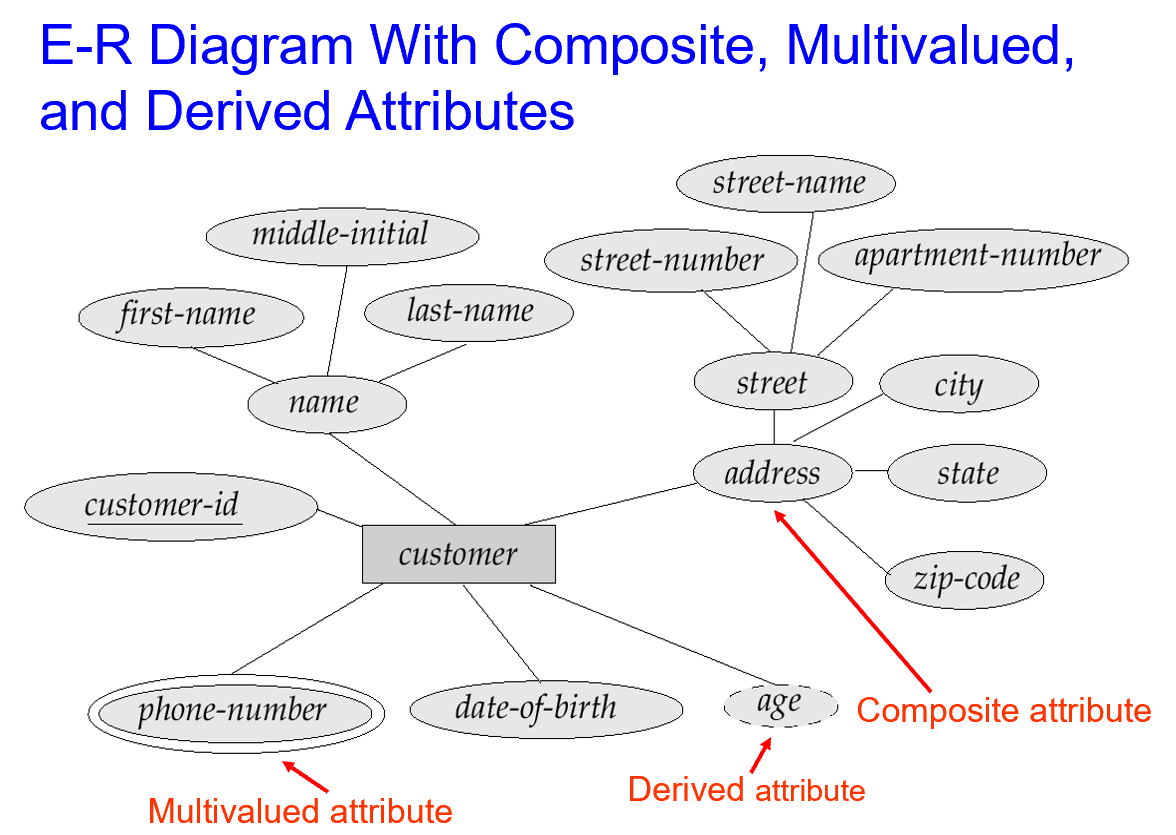 E-R Diagram With Composite, Multivalued,
and Derived Attributes
street-name
middle-initial
street-number
apartment-number
first-name
last-name
name
street
city
customer-id
address
state
customer
zip-code
phone-number
date-of-birth
age
Composite attribute
Derived attribute
Multivalued attribute